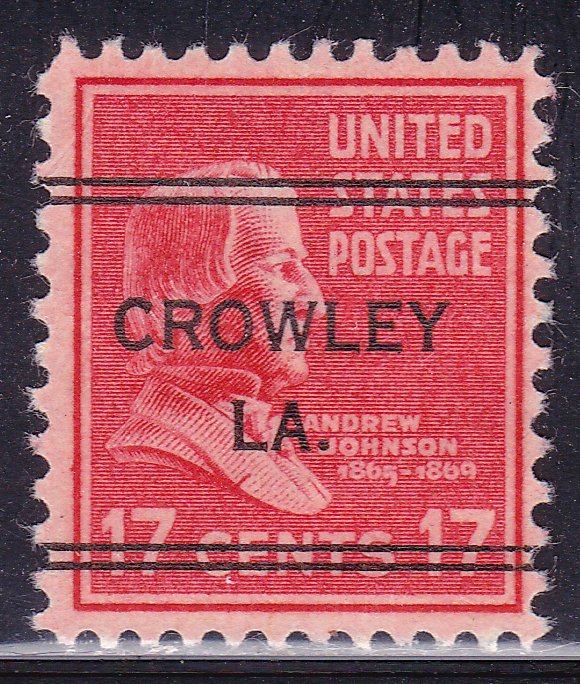 UNITED
STATES
POSTAGE
CROWLEY
LA.
ANDREW
JOHNSON
1865-1869
17 CENTS 17